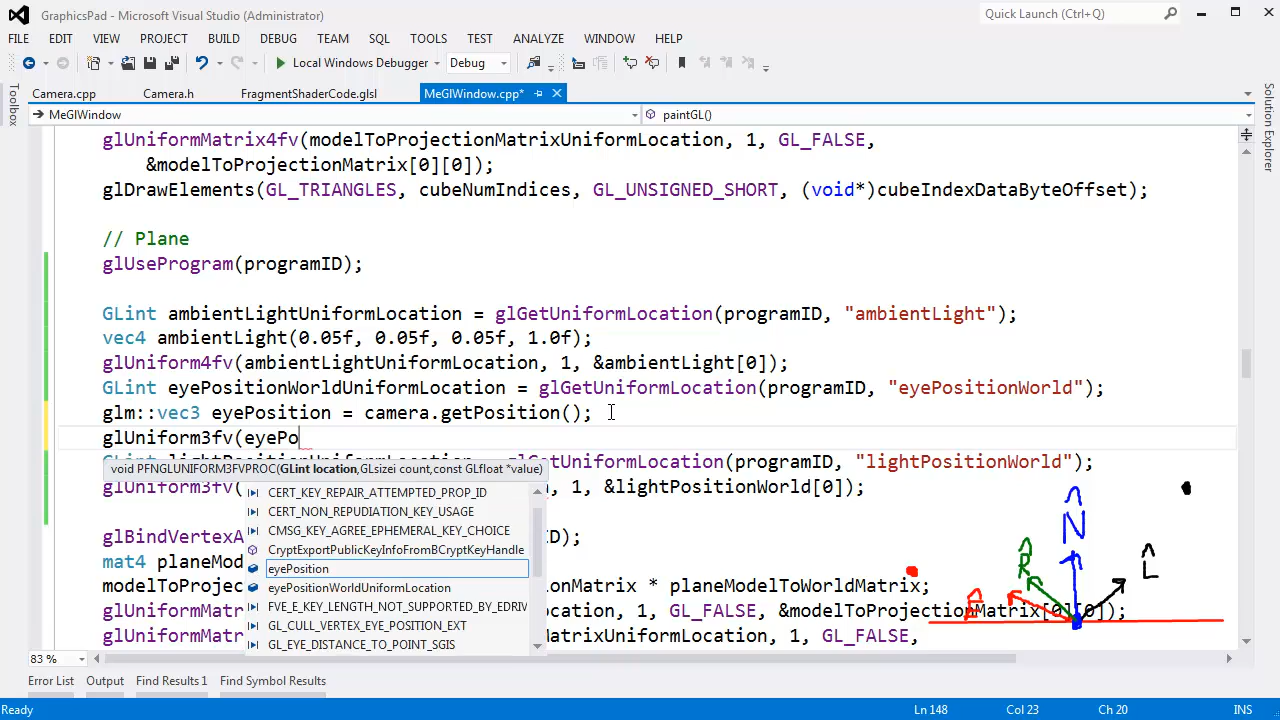 GraphicsPad - Microsoft Visual Studio (Administrator)
Quick Launch (Ctrl+Q)
FILE EDIT VIEW PROJECT BUILD DEBUG TEAM SQL TOOLS TEST ANALYZE WINDOW HELP
Local Windows Debugger Debug
Toolbox
Camera.cpp Camera.h FragmentShaderCode.glsl MeGlWindow.cpp*
Solution Explorer
MeGlWindow paintGL()
glUniformMatrix4fv(modelToProjectionMatrixUniformLocation, 1, GL_FALSE,
&modelToProjectionMatrix[0][0]);
glDrawElements(GL_TRIANGLES, cubeNumIndices, GL_UNSIGNED_SHORT, (void*)cubeIndexDataByteOffset);
// Plane
glUseProgram(programID);
GLint ambientLightUniformLocation = glGetUniformLocation(programID, "ambientLight");
vec4 ambientLight(0.05f, 0.05f, 0.05f, 1.0f);
glUniform4fv(ambientLightUniformLocation, 1, &ambientLight[0]);
GLint eyePositionWorldUniformLocation = glGetUniformLocation(programID, "eyePositionWorld");
glm::vec3 eyePosition = camera.getPosition();
glUniform3fv(eyePo
(programID, "lightPositionWorld");
void PFNGLUNIFORM3FVPROC(GLint location,GLsizei count,const GLfloat *value)
glUniform3fv( , 1, &lightPositionWorld[0]);
CERT_KEY_REPAIR_ATTEMPTED_PROP_ID
CERT_NON_REPUDIATION_KEY_USAGE
CMSG_KEY_AGREE_EPHEMERAL_KEY_CHOICE
glBindVertexA ID);
CryptExportPublicKeyInfoFromBCryptKeyHandle
mat4 planeMod
eyePosition
modelToProjec onMatrix * planeModelToWorldMatrix;
eyePositionWorldUniformLocation
glUniformMatr ocation, 1, GL_FALSE, &modelToProjectionMatrix[0][0]);
GL_EYE_DISTANCE_TO_POINT_SGIS
glUniformMatr MatrixUniformLocation, 1, GL_FALSE,
N
R
L
E
83 %
Error List Output Find Results 1 Find Symbol Results
Ln 148 Col 23 Ch 20 INS